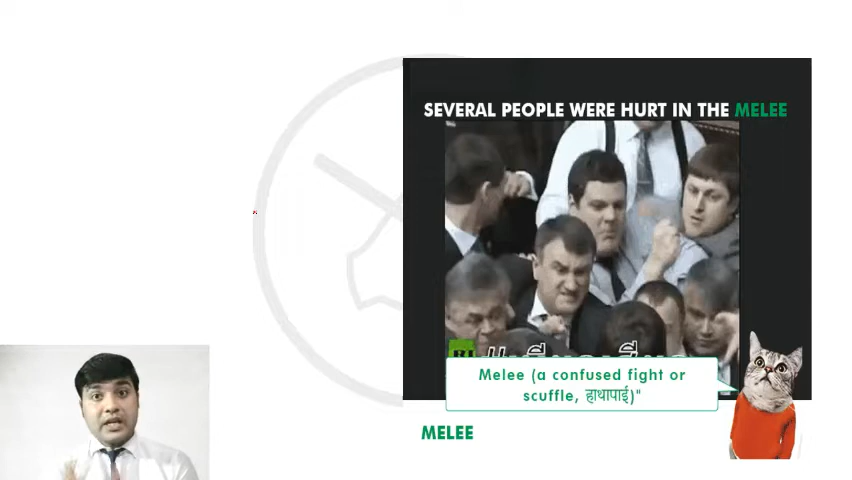 SEVERAL PEOPLE WERE HURT IN THE MELEE
Melee (a confused fight or
scuffle, हाथापाई)"
MELEE